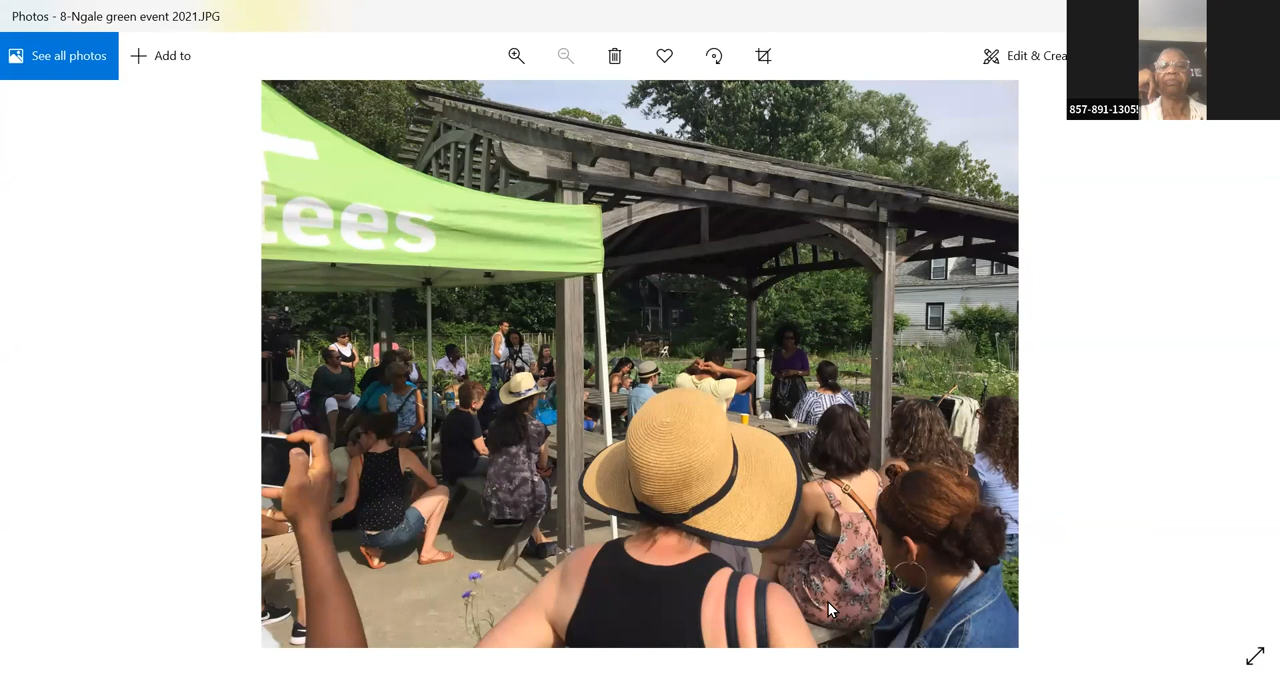 Photos - 8-Ngale green event 2021.JPG
See all photos
Add to
Edit & Crea
857-891-1305
tees